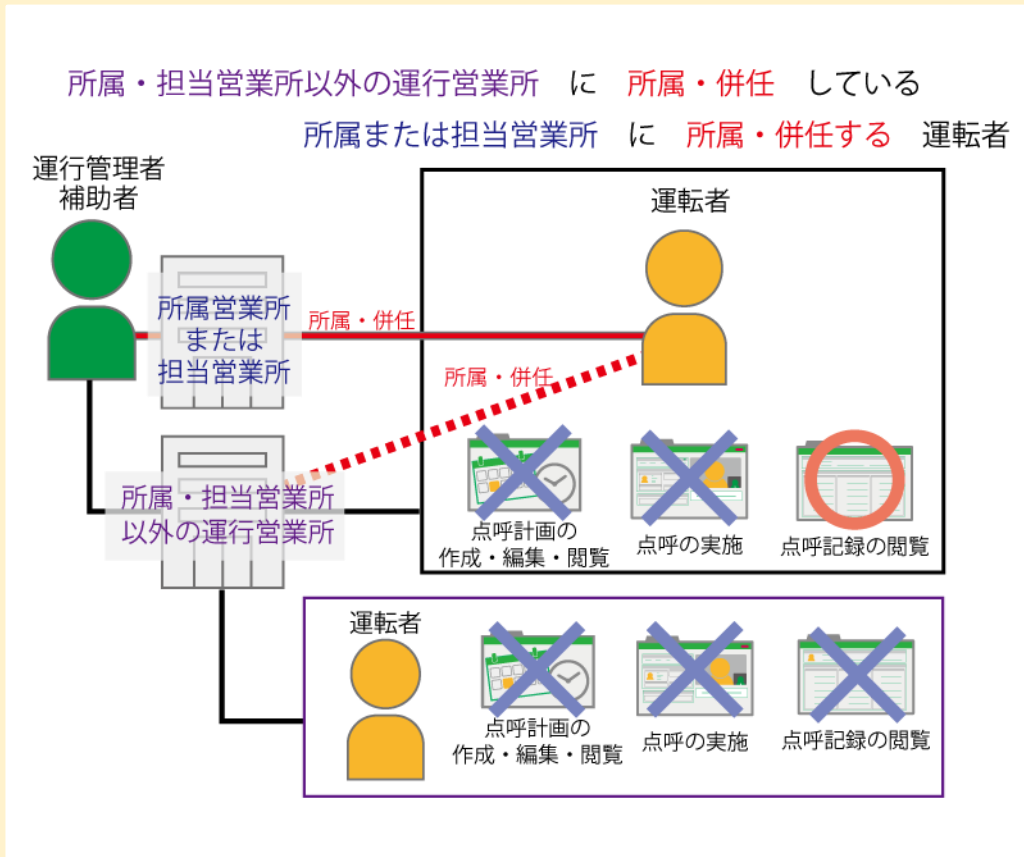 所属・担当営業所以外の運行営業所 に 所属・併任 している
所属または担当営業所 に 所属・併任する 運転者
運行管理者
補助者
運転者
所属営業所
または
担当営業所
所属・併任
所属・併任
所属・担当営業所
以外の運行営業所
点呼計画の
作成・編集・閲覧
点呼の実施
点呼記録の閲覧
運転者
点呼計画の
作成・編集・閲覧
点呼の実施
点呼記録の閲覧